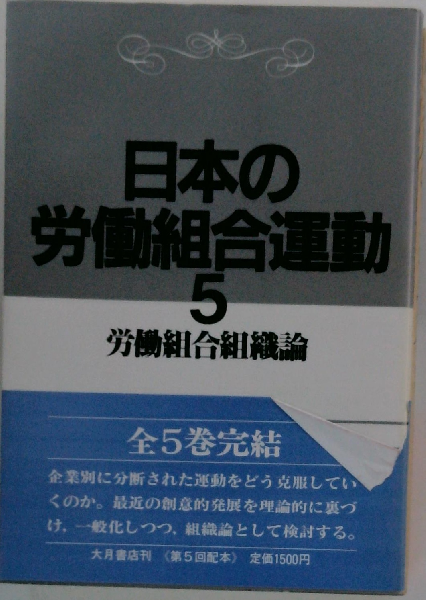 日本の
労働組合運動
5
労働組合組織論
全5巻完結
企業別に分断された運動をどう克服してい
くのか。最近の創意的発展を理論的に裏づ
け,一般化しつつ,組織論として検討する。
大月書店刊 《第5回配本》 定価1500円